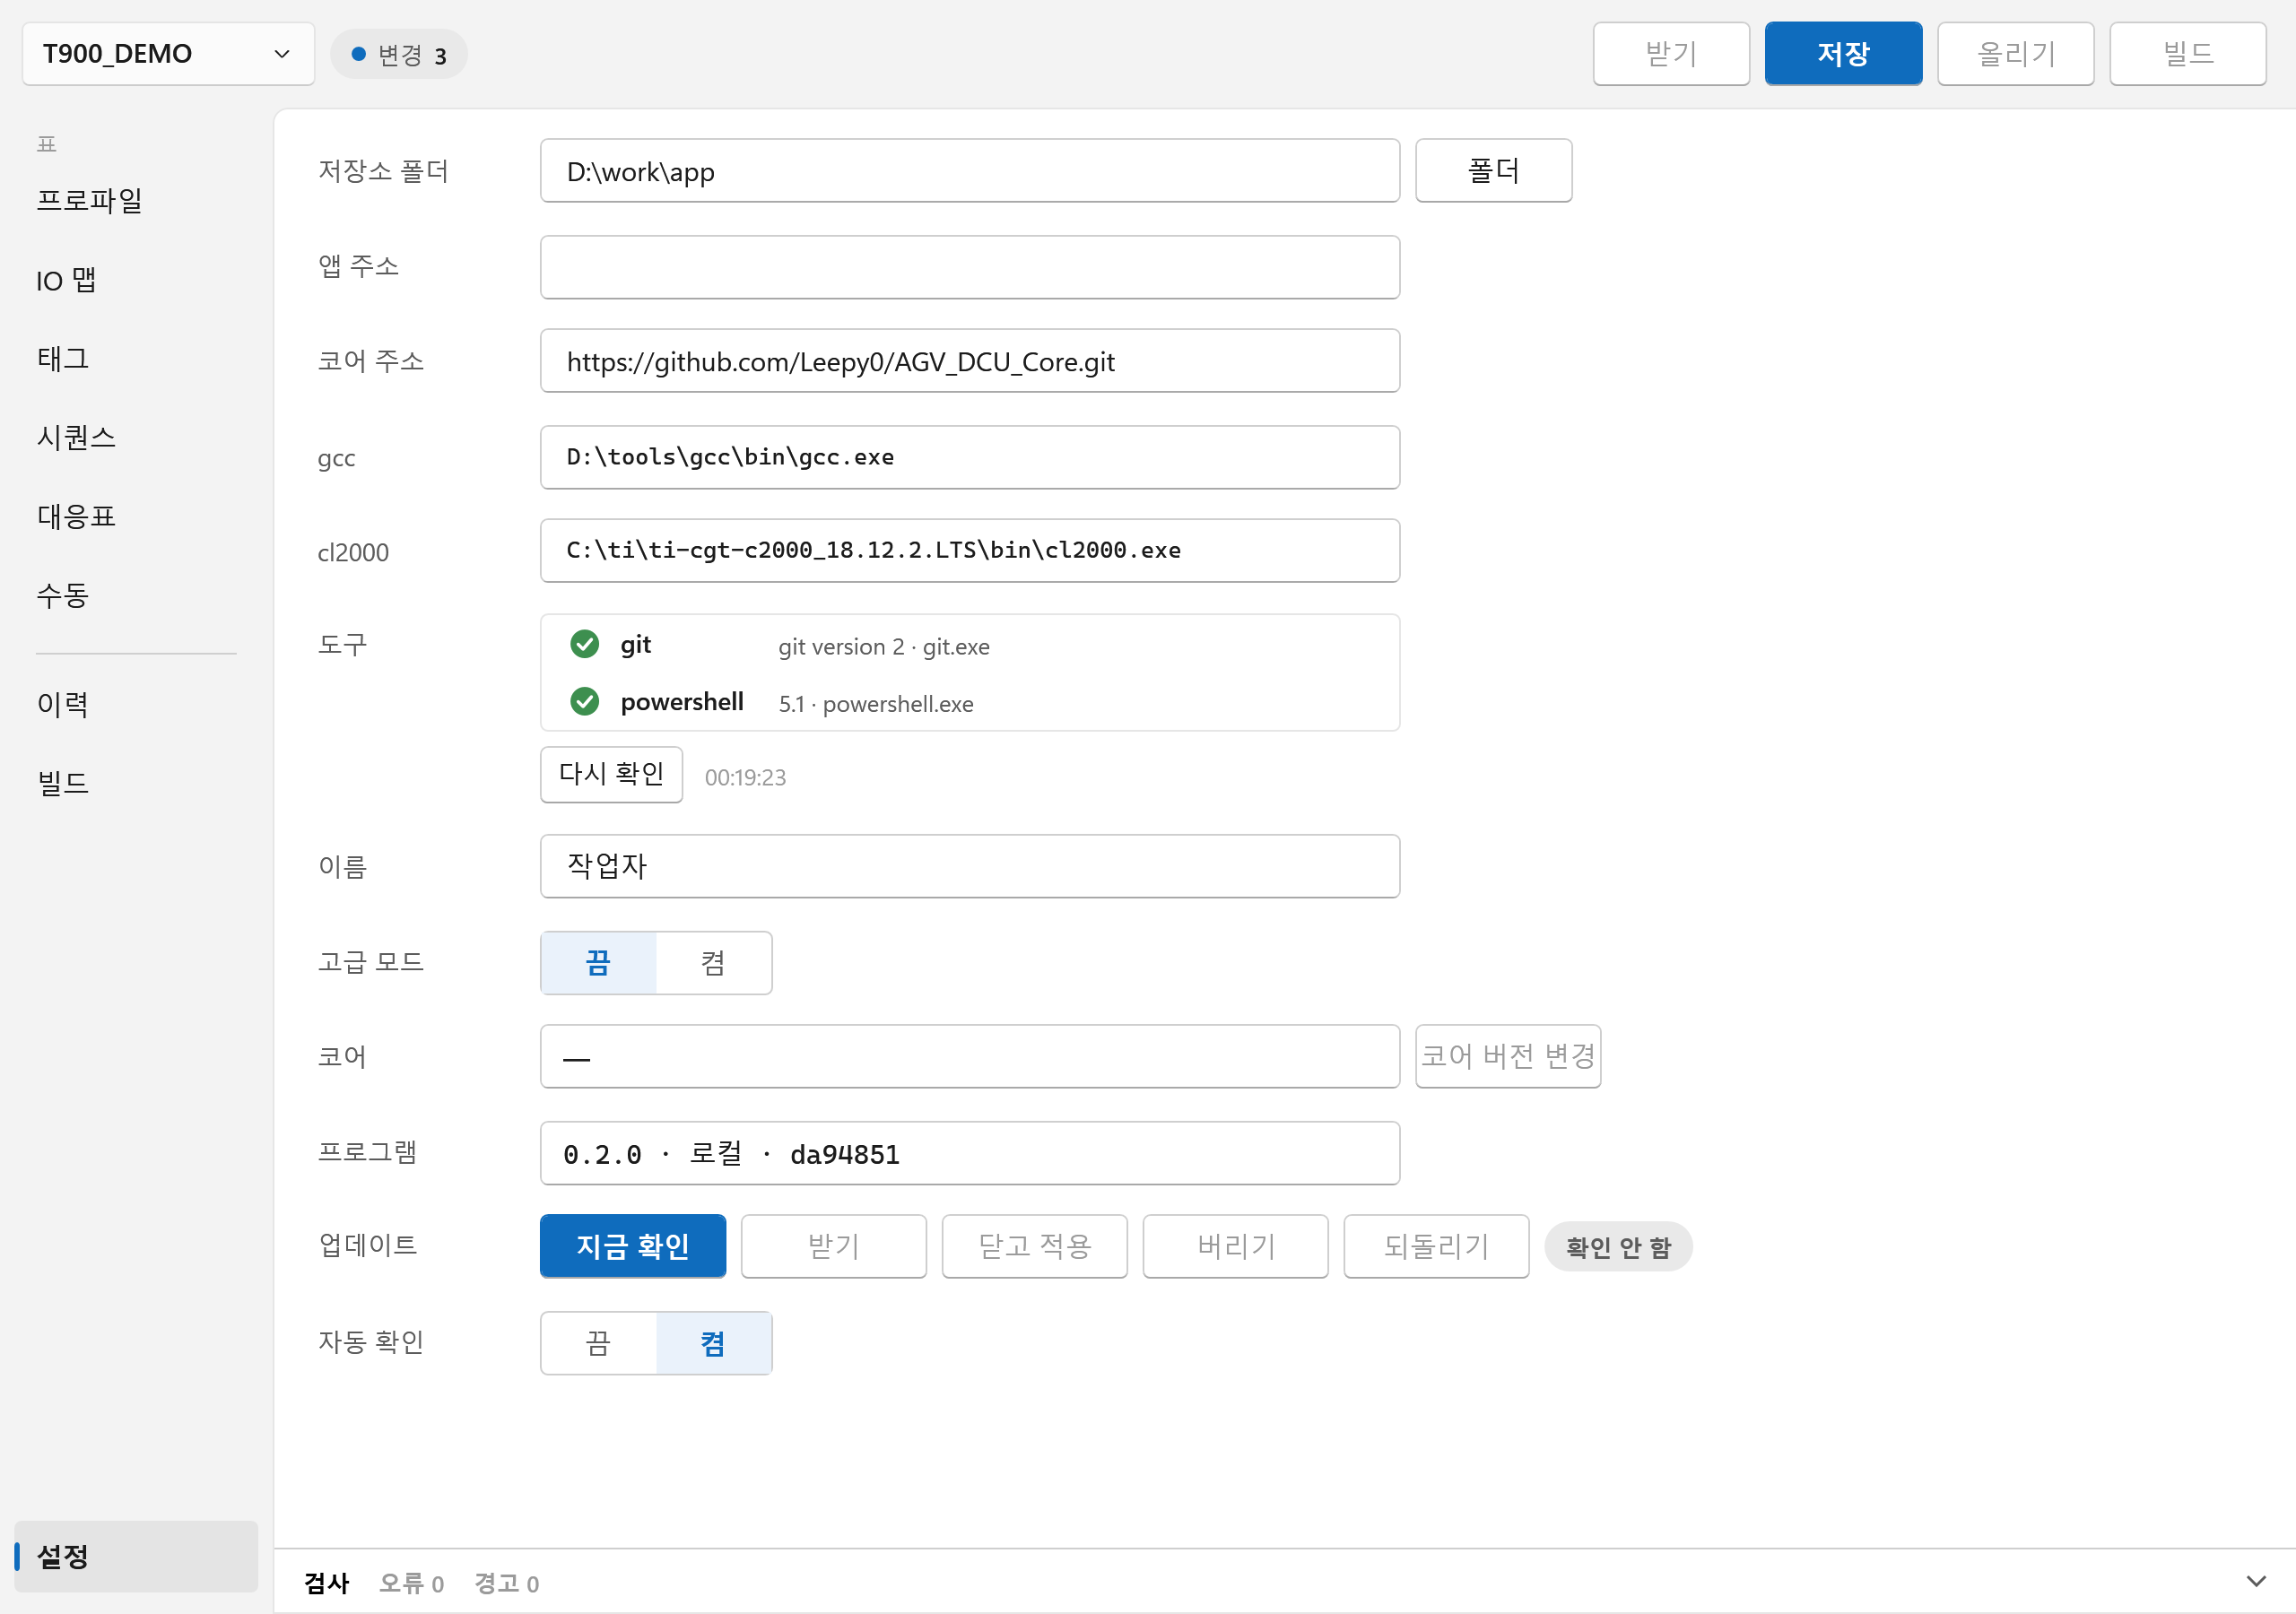 T900_DEMO
변경 3
받기
저장
올리기
빌드
표
프로파일
IO 맵
태그
시퀀스
대응표
수동
이력
빌드
설정
저장소 폴더
D:\work\app
폴더
앱 주소
코어 주소
https://github.com/Leepy0/AGV_DCU_Core.git
gcc
D:\tools\gcc\bin\gcc.exe
cl2000
C:\ti\ti-cgt-c2000_18.12.2.LTS\bin\cl2000.exe
도구
git git version 2 · git.exe
powershell 5.1 · powershell.exe
다시 확인 00:19:23
이름
작업자
고급 모드
끔 켬
코어
—
코어 버전 변경
프로그램
0.2.0 · 로컬 · da94851
업데이트
지금 확인 받기 닫고 적용 버리기 되돌리기 확인 안 함
자동 확인
끔 켬
검사 오류 0 경고 0